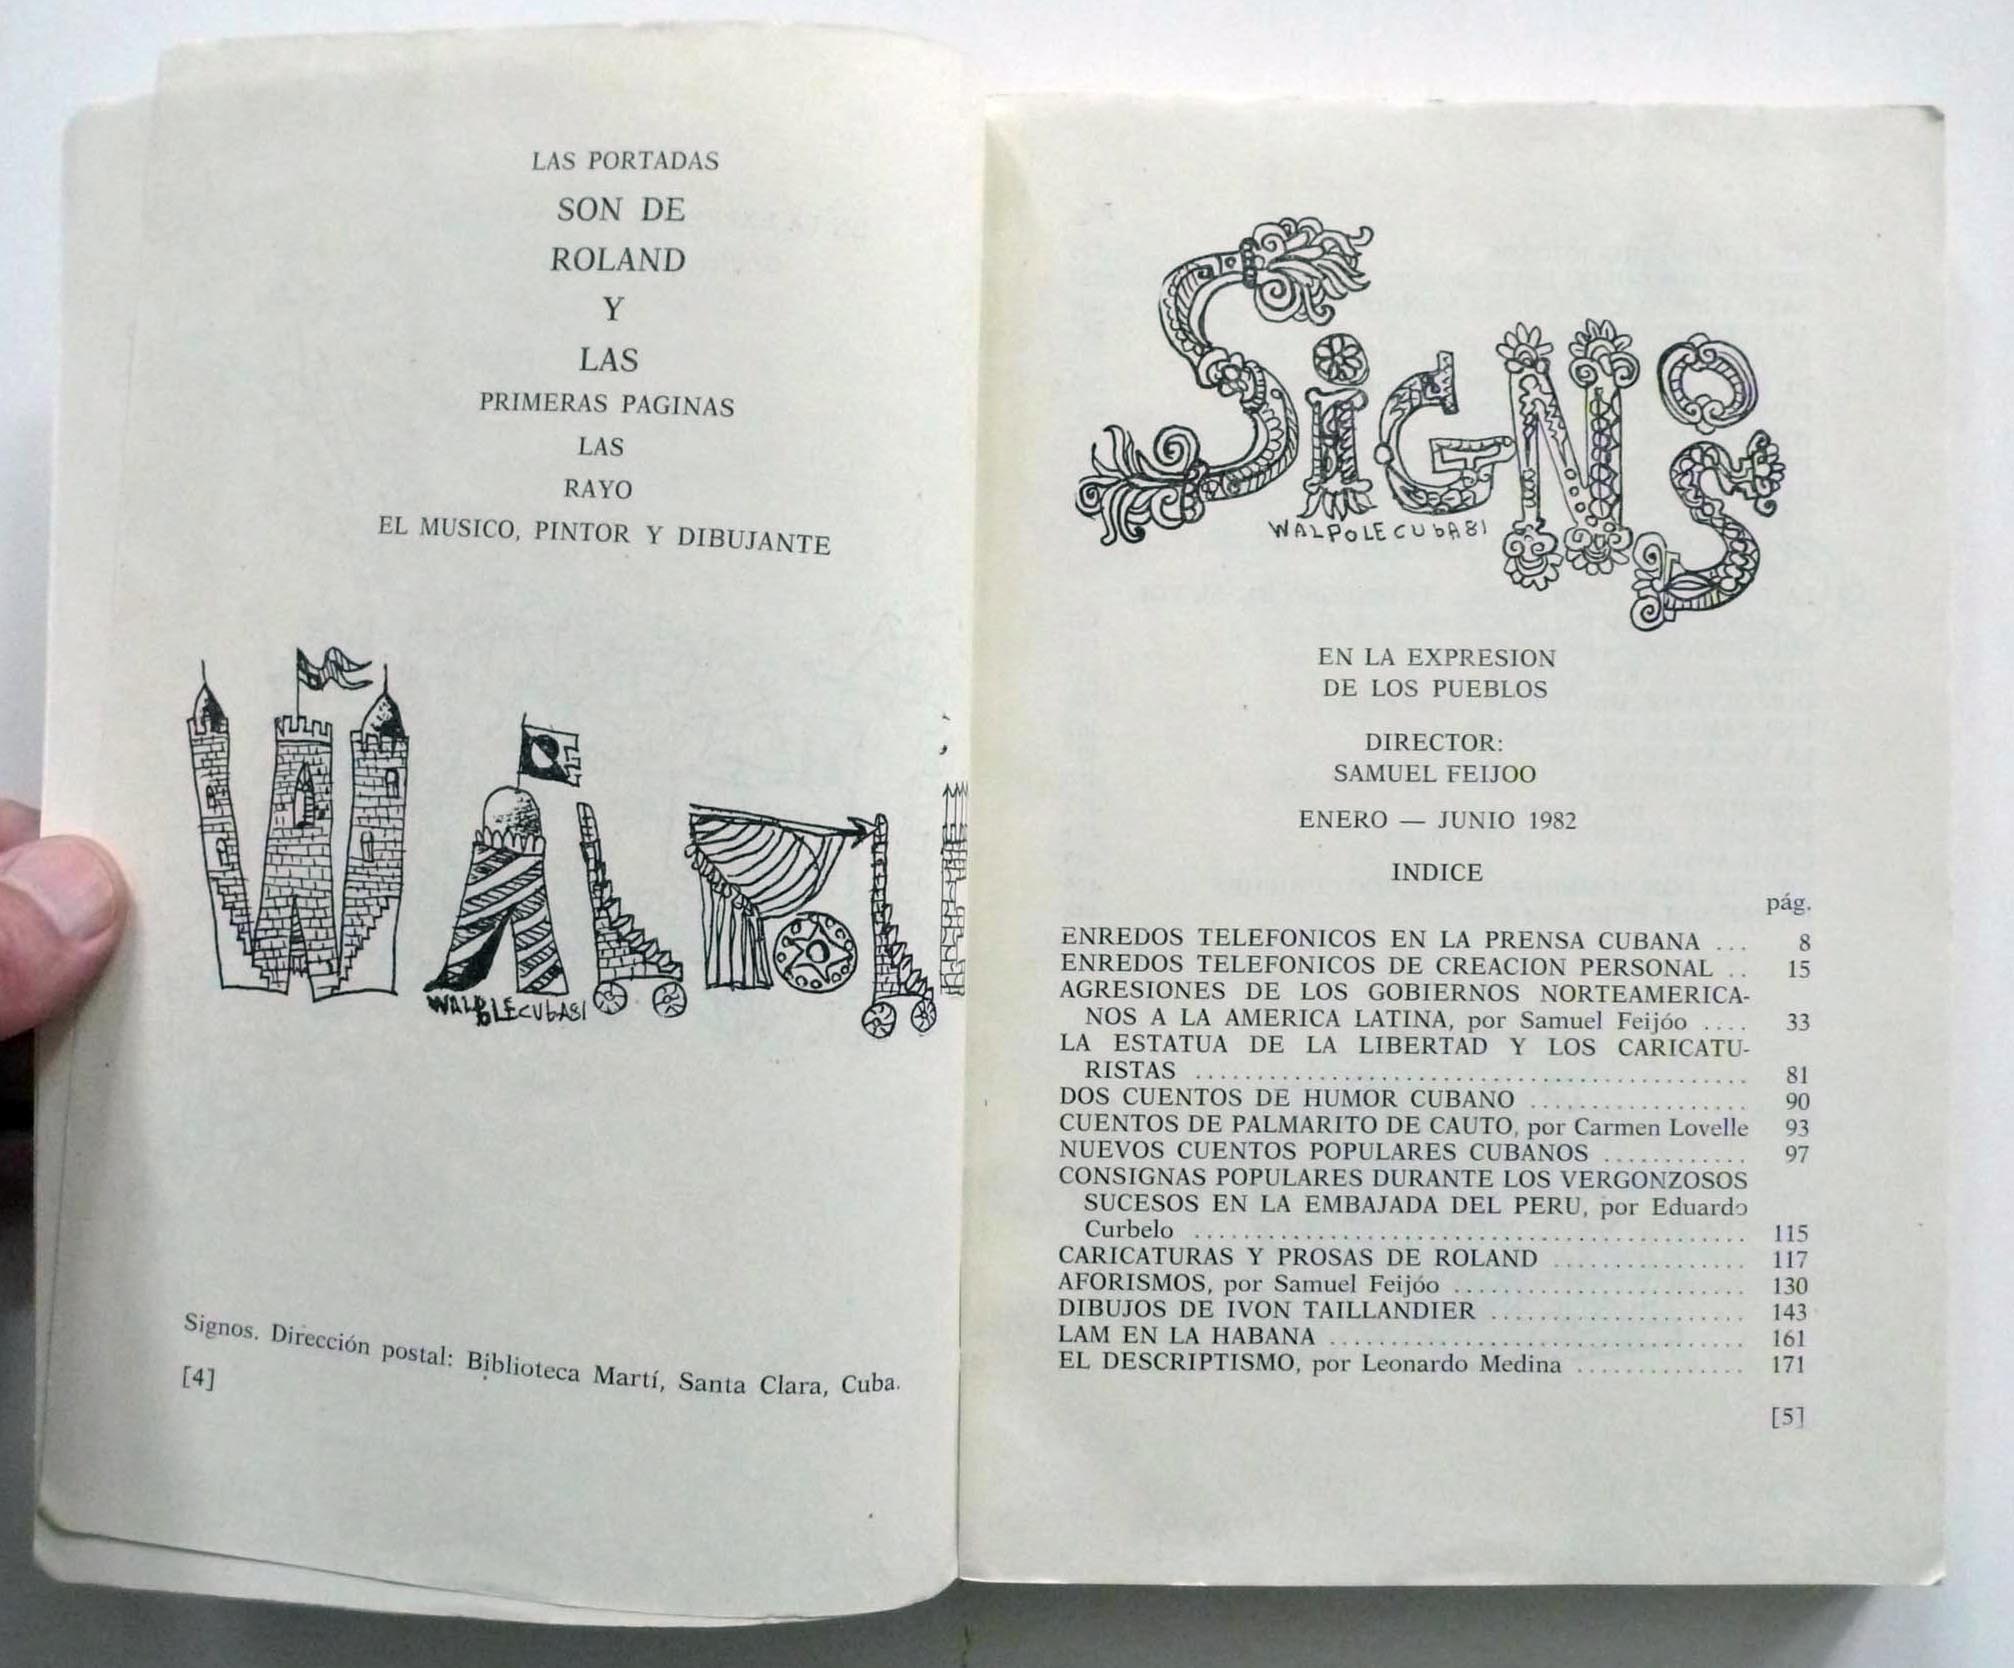 LAS PORTADAS
SON DE
ROLAND
Y
LAS
PRIMERAS PAGINAS
LAS
RAYO
EL MUSICO, PINTOR Y DIBUJANTE
WALPOLE CUbA81
Signos. Dirección postal: Biblioteca Martí, Santa Clara, Cuba.
[4]
SiGNOS
WALPOLE CUbA81
EN LA EXPRESION
DE LOS PUEBLOS
DIRECTOR:
SAMUEL FEIJOO
ENERO — JUNIO 1982
INDICE
pág.
ENREDOS TELEFONICOS EN LA PRENSA CUBANA ... 8
ENREDOS TELEFONICOS DE CREACION PERSONAL .. 15
AGRESIONES DE LOS GOBIERNOS NORTEAMERICA-
NOS A LA AMERICA LATINA, por Samuel Feijóo .... 33
LA ESTATUA DE LA LIBERTAD Y LOS CARICATU-
RISTAS ............................................ 81
DOS CUENTOS DE HUMOR CUBANO .................. 90
CUENTOS DE PALMARITO DE CAUTO, por Carmen Lovelle 93
NUEVOS CUENTOS POPULARES CUBANOS ............ 97
CONSIGNAS POPULARES DURANTE LOS VERGONZOSOS
SUCESOS EN LA EMBAJADA DEL PERU, por Eduardo
Curbelo ............................................ 115
CARICATURAS Y PROSAS DE ROLAND ................ 117
AFORISMOS, por Samuel Feijóo ........................ 130
DIBUJOS DE IVON TAILLANDIER ..................... 143
LAM EN LA HABANA .................................. 161
EL DESCRIPTISMO, por Leonardo Medina .............. 171
[5]